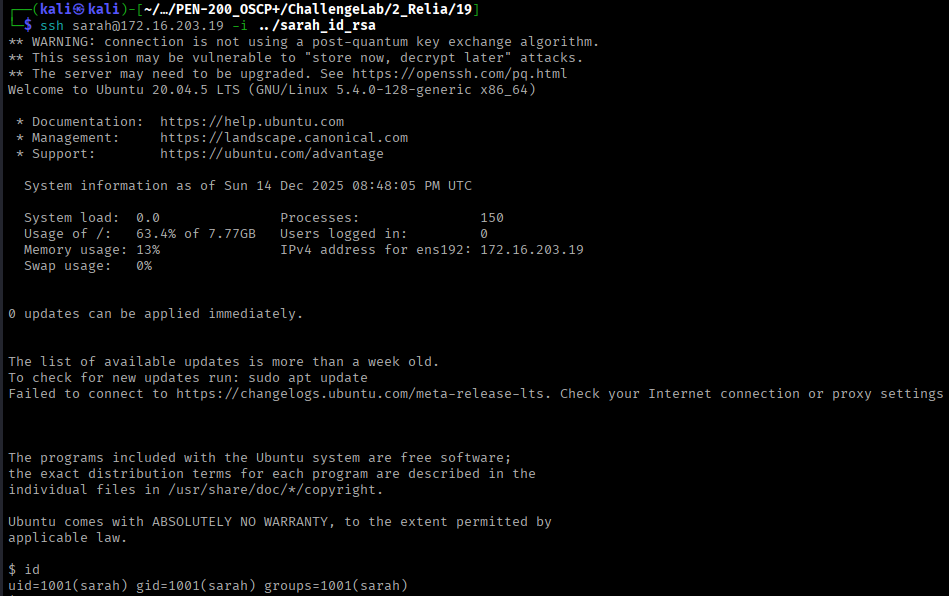 ┌──(kali㉿kali)-[~/…/PEN-200_OSCP+/ChallengeLab/2_Relia/19]
└─$ ssh sarah@172.16.203.19 -i ../sarah_id_rsa
** WARNING: connection is not using a post-quantum key exchange algorithm.
** This session may be vulnerable to "store now, decrypt later" attacks.
** The server may need to be upgraded. See https://openssh.com/pq.html
Welcome to Ubuntu 20.04.5 LTS (GNU/Linux 5.4.0-128-generic x86_64)

 * Documentation:  https://help.ubuntu.com
 * Management:     https://landscape.canonical.com
 * Support:        https://ubuntu.com/advantage

  System information as of Sun 14 Dec 2025 08:48:05 PM UTC

  System load:  0.0               Processes:               150
  Usage of /:   63.4% of 7.77GB   Users logged in:         0
  Memory usage: 13%               IPv4 address for ens192: 172.16.203.19
  Swap usage:   0%

0 updates can be applied immediately.

The list of available updates is more than a week old.
To check for new updates run: sudo apt update
Failed to connect to https://changelogs.ubuntu.com/meta-release-lts. Check your Internet connection or proxy settings

The programs included with the Ubuntu system are free software;
the exact distribution terms for each program are described in the
individual files in /usr/share/doc/*/copyright.

Ubuntu comes with ABSOLUTELY NO WARRANTY, to the extent permitted by
applicable law.

$ id
uid=1001(sarah) gid=1001(sarah) groups=1001(sarah)